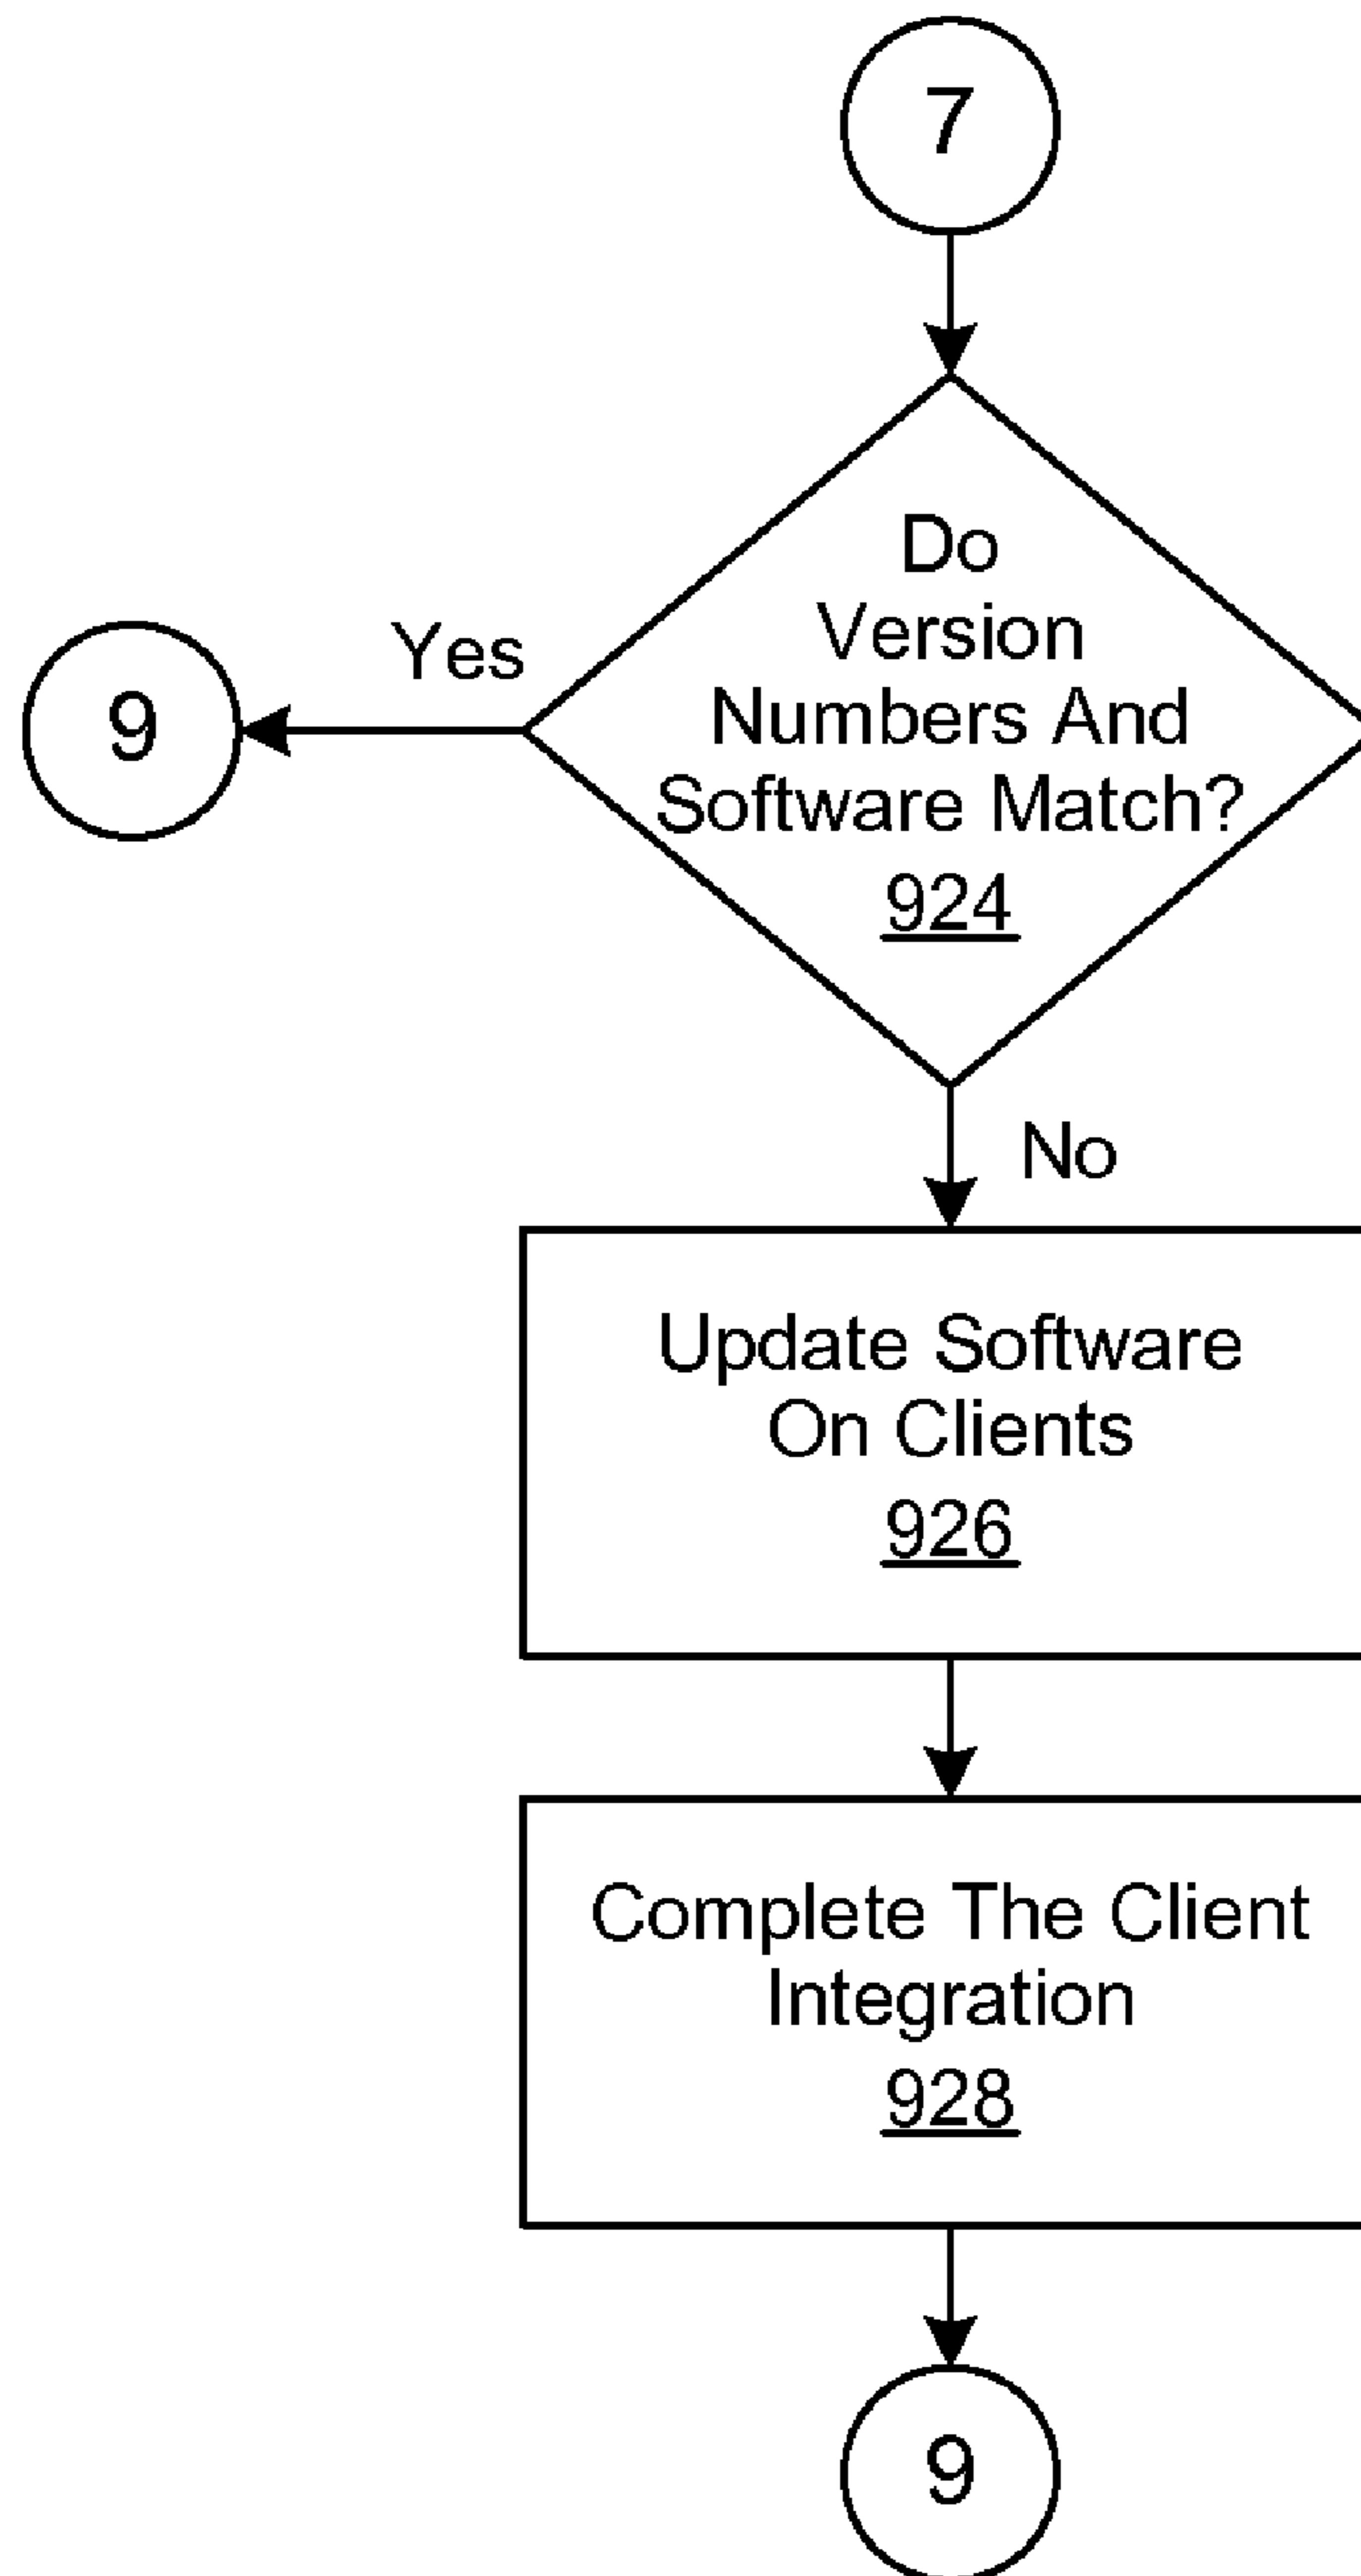 7
Do
Version
Numbers And
Software Match?
924
Yes
9
No
Update Software
On Clients
926
Complete The Client
Integration
928
9